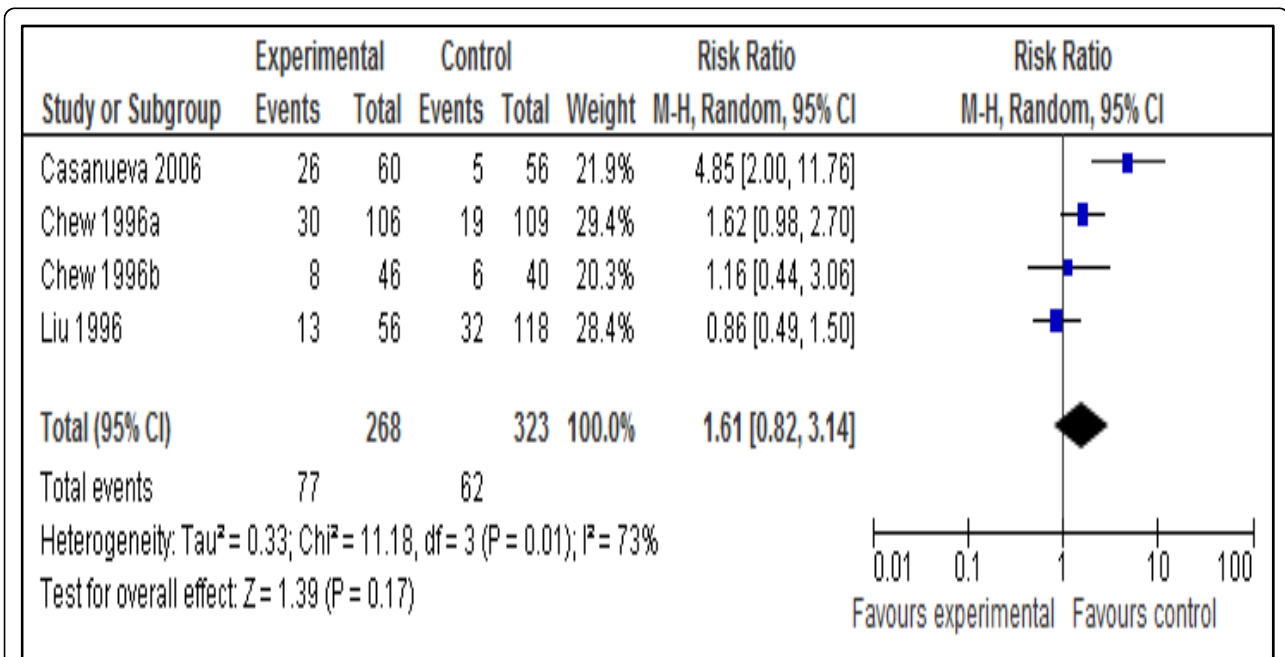 Experimental Control Risk Ratio Risk Ratio
Study or Subgroup Events Total Events Total Weight M-H, Random, 95% CI M-H, Random, 95% CI
Casanueva 2006 26 60 5 56 21.9% 4.85 [2.00, 11.76]
Chew 1996a 30 106 19 109 29.4% 1.62 [0.98, 2.70]
Chew 1996b 8 46 6 40 20.3% 1.16 [0.44, 3.06]
Liu 1996 13 56 32 118 28.4% 0.86 [0.49, 1.50]
Total (95% CI) 268 323 100.0% 1.61 [0.82, 3.14]
Total events 77 62
Heterogeneity: Tau² = 0.33; Chi² = 11.18, df = 3 (P = 0.01); I² = 73%
Test for overall effect: Z = 1.39 (P = 0.17)
0.01 0.1 1 10 100
Favours experimental Favours control